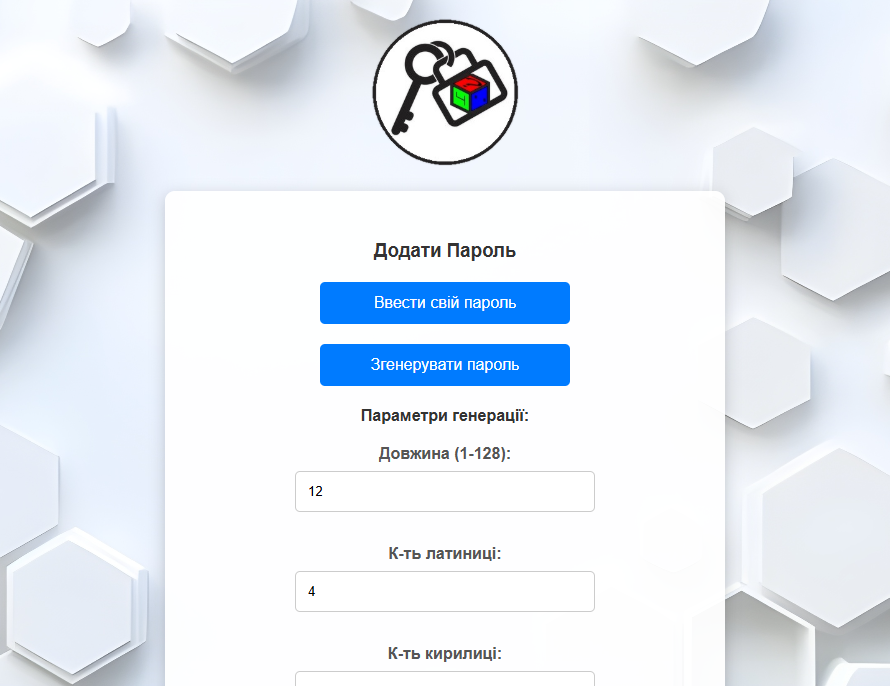 Додати Пароль
Ввести свій пароль
Згенерувати пароль
Параметри генерації:
Довжина (1-128):
12
К-ть латиниці:
4
К-ть кирилиці: